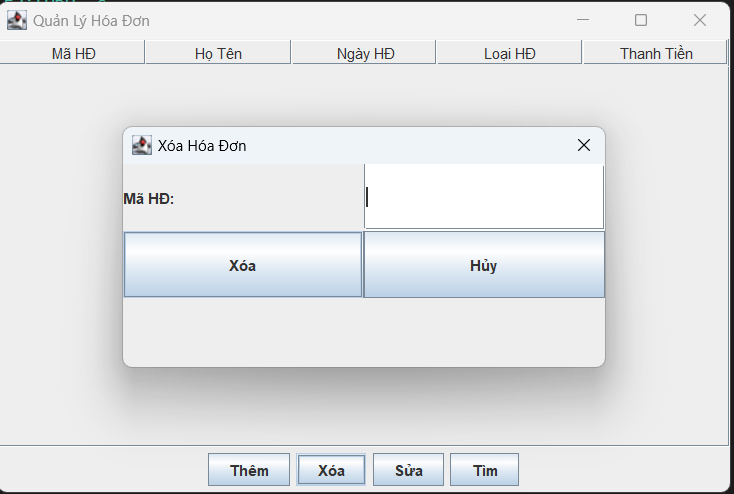 Quản Lý Hóa Đơn
Mã HĐ Họ Tên Ngày HĐ Loại HĐ Thanh Tiền
Xóa Hóa Đơn
Mã HĐ:
Xóa Hủy
Thêm Xóa Sửa Tìm